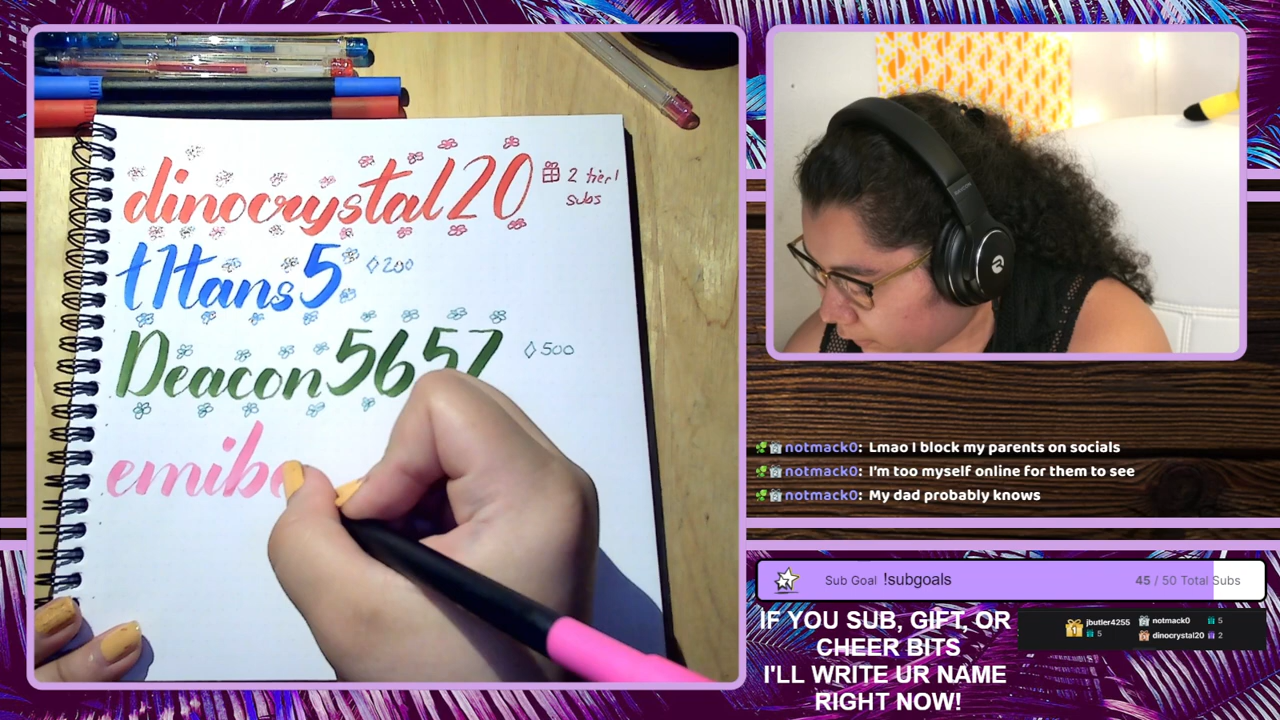 dinocrystal20
2 tier 1
subs
t1tans5
200
Deacon5657
500
emibe
notmack0: Lmao I block my parents on socials
notmack0: I'm too myself online for them to see
notmack0: My dad probably knows
Sub Goal !subgoals
45 / 50 Total Subs
IF YOU SUB, GIFT, OR
CHEER BITS
I'LL WRITE UR NAME
RIGHT NOW!
1
jbutler4255
5
notmack0 5
dinocrystal20 2